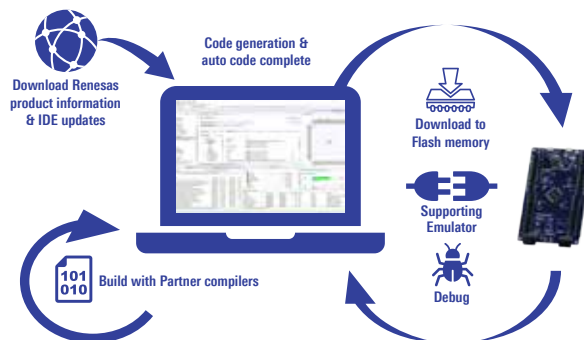 Code generation &
auto code complete
Download Renesas
product information
& IDE updates
Download to
Flash memory
Supporting
Emulator
Debug
101
010
Build with Partner compilers